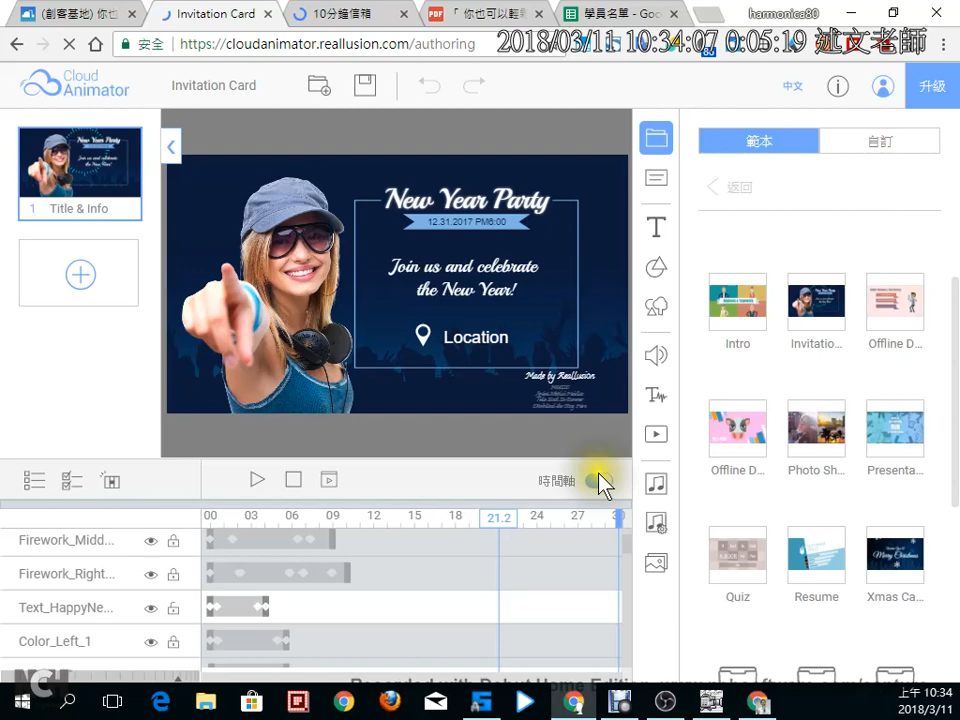 (創客基地) 你也
Invitation Card
10分鐘信箱
「 你也可以輕鬆
學員名單 - Goo
harmonica80
安全
https://cloudanimator.reallusion.com/authoring
2018/03/11 10:34:07 0:05:19 述文老師
Cloud
Animator
Invitation Card
中文
升級
範本
自訂
返回
1 Title & Info
New Year Party
12.31.2017 PM6:00
Join us and celebrate
the New Year!
Location
Made by Reallusion
Intro
Invitatio...
Offline D...
Offline D...
Photo Sh...
Presenta...
Quiz
Resume
Xmas Ca...
時間軸
00 03 06 09 12 15 18 21.2 24 27 30
Firework_Midd...
Firework_Right...
Text_HappyNe...
Color_Left_1
NCH
上午 10:34
2018/3/11